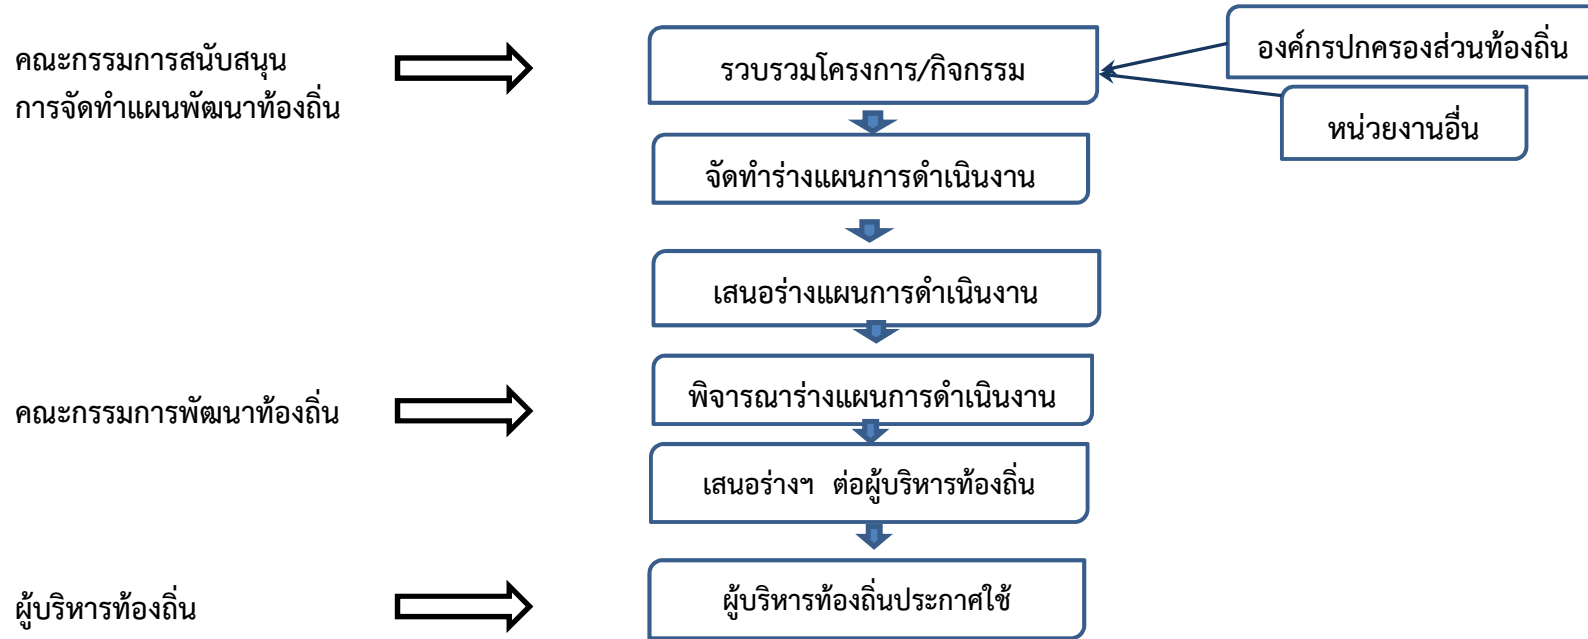 คณะกรรมการสนับสนุน
การจัดทำแผนพัฒนาท้องถิ่น
รวบรวมโครงการ/กิจกรรม
องค์กรปกครองส่วนท้องถิ่น
หน่วยงานอื่น
จัดทำร่างแผนการดำเนินงาน
เสนอร่างแผนการดำเนินงาน
คณะกรรมการพัฒนาท้องถิ่น
พิจารณาร่างแผนการดำเนินงาน
เสนอร่างฯ ต่อผู้บริหารท้องถิ่น
ผู้บริหารท้องถิ่น
ผู้บริหารท้องถิ่นประกาศใช้